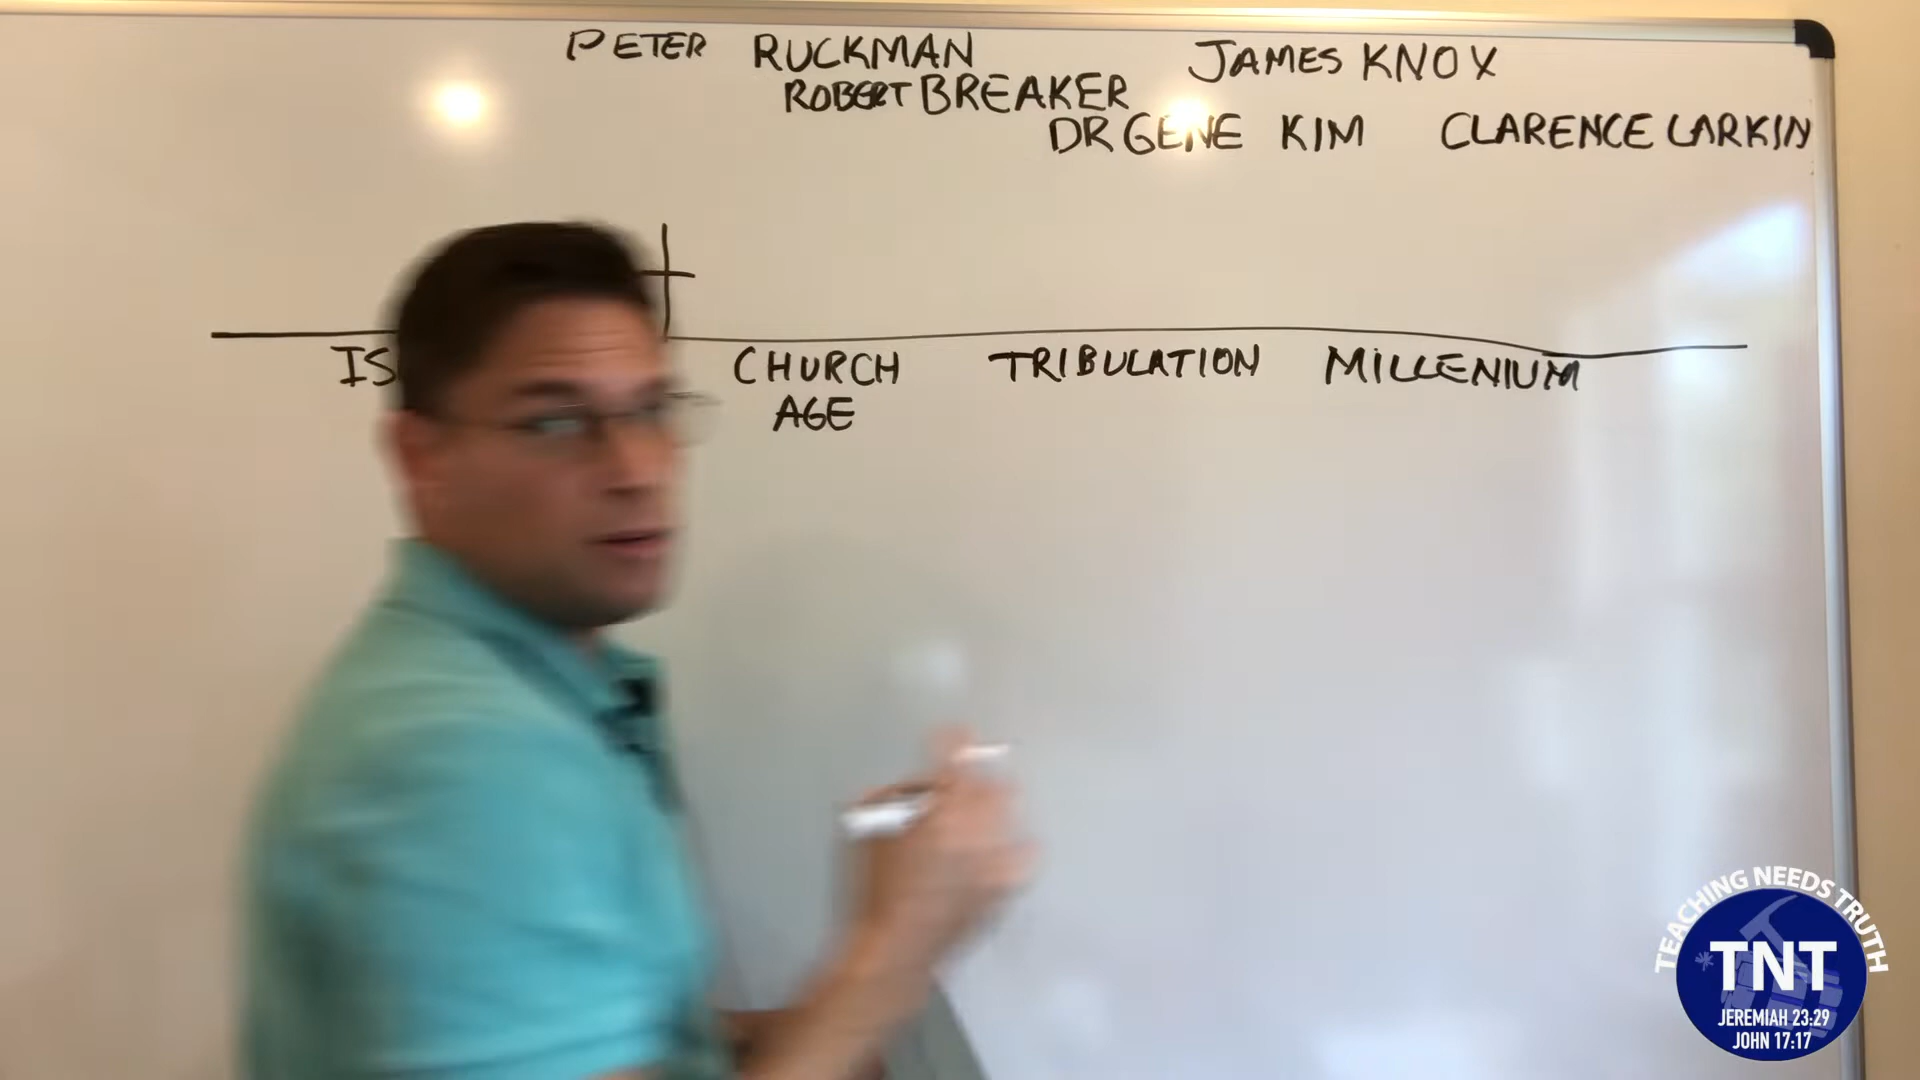 PETER RUCKMAN JAMES KNOX
ROBERT BREAKER
DR GENE KIM CLARENCE LARKIN
CHURCH TRIBULATION MILLENIUM
AGE
TEACHING NEEDS TRUTH
TNT
JEREMIAH 23:29
JOHN 17:17